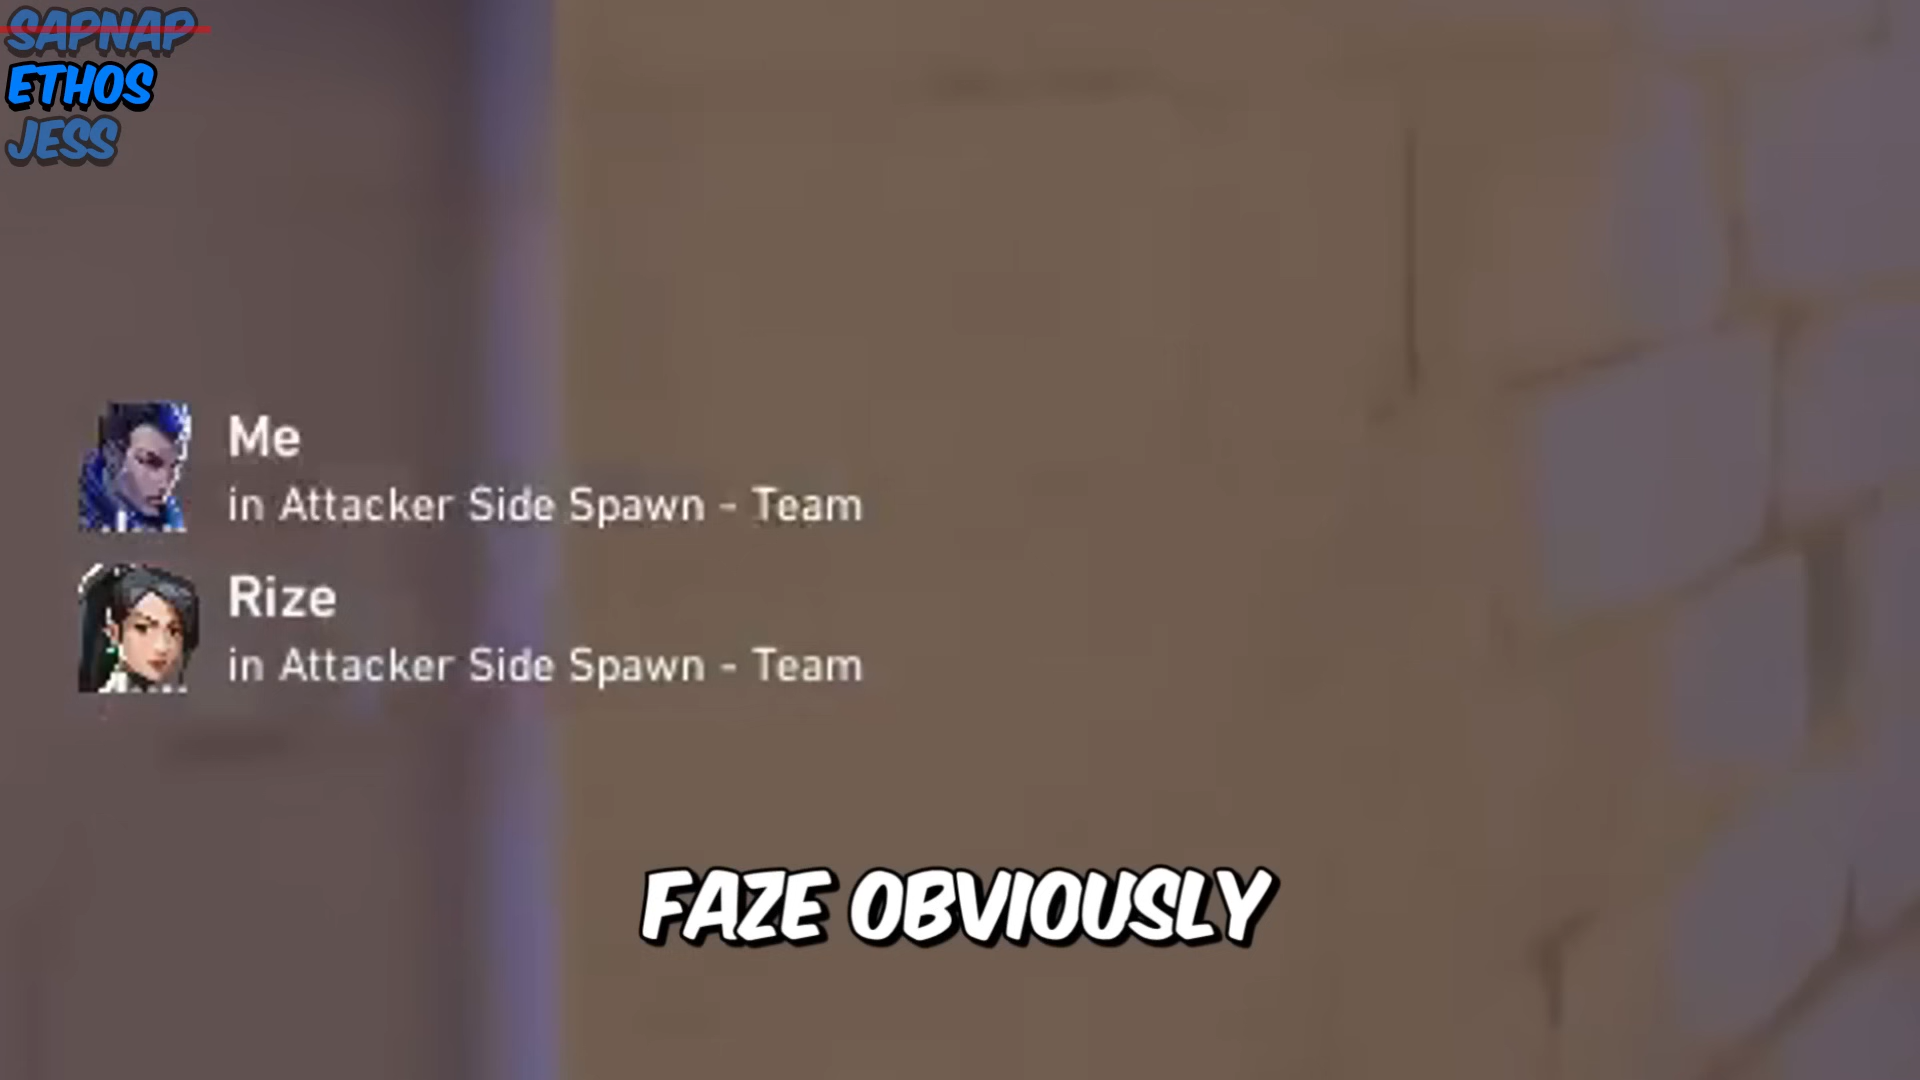 SAPNAP
ETHOS
JESS
Me
in Attacker Side Spawn - Team
Rize
in Attacker Side Spawn - Team
FAZE OBVIOUSLY